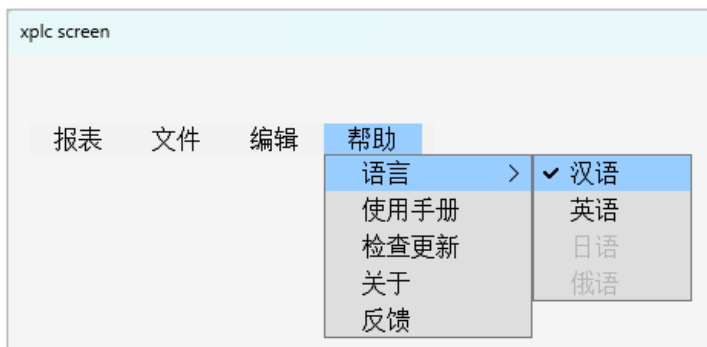 xplc screen
报表 文件 编辑 帮助
语言 > ✔ 汉语
使用手册 英语
检查更新 日语
关于 俄语
反馈